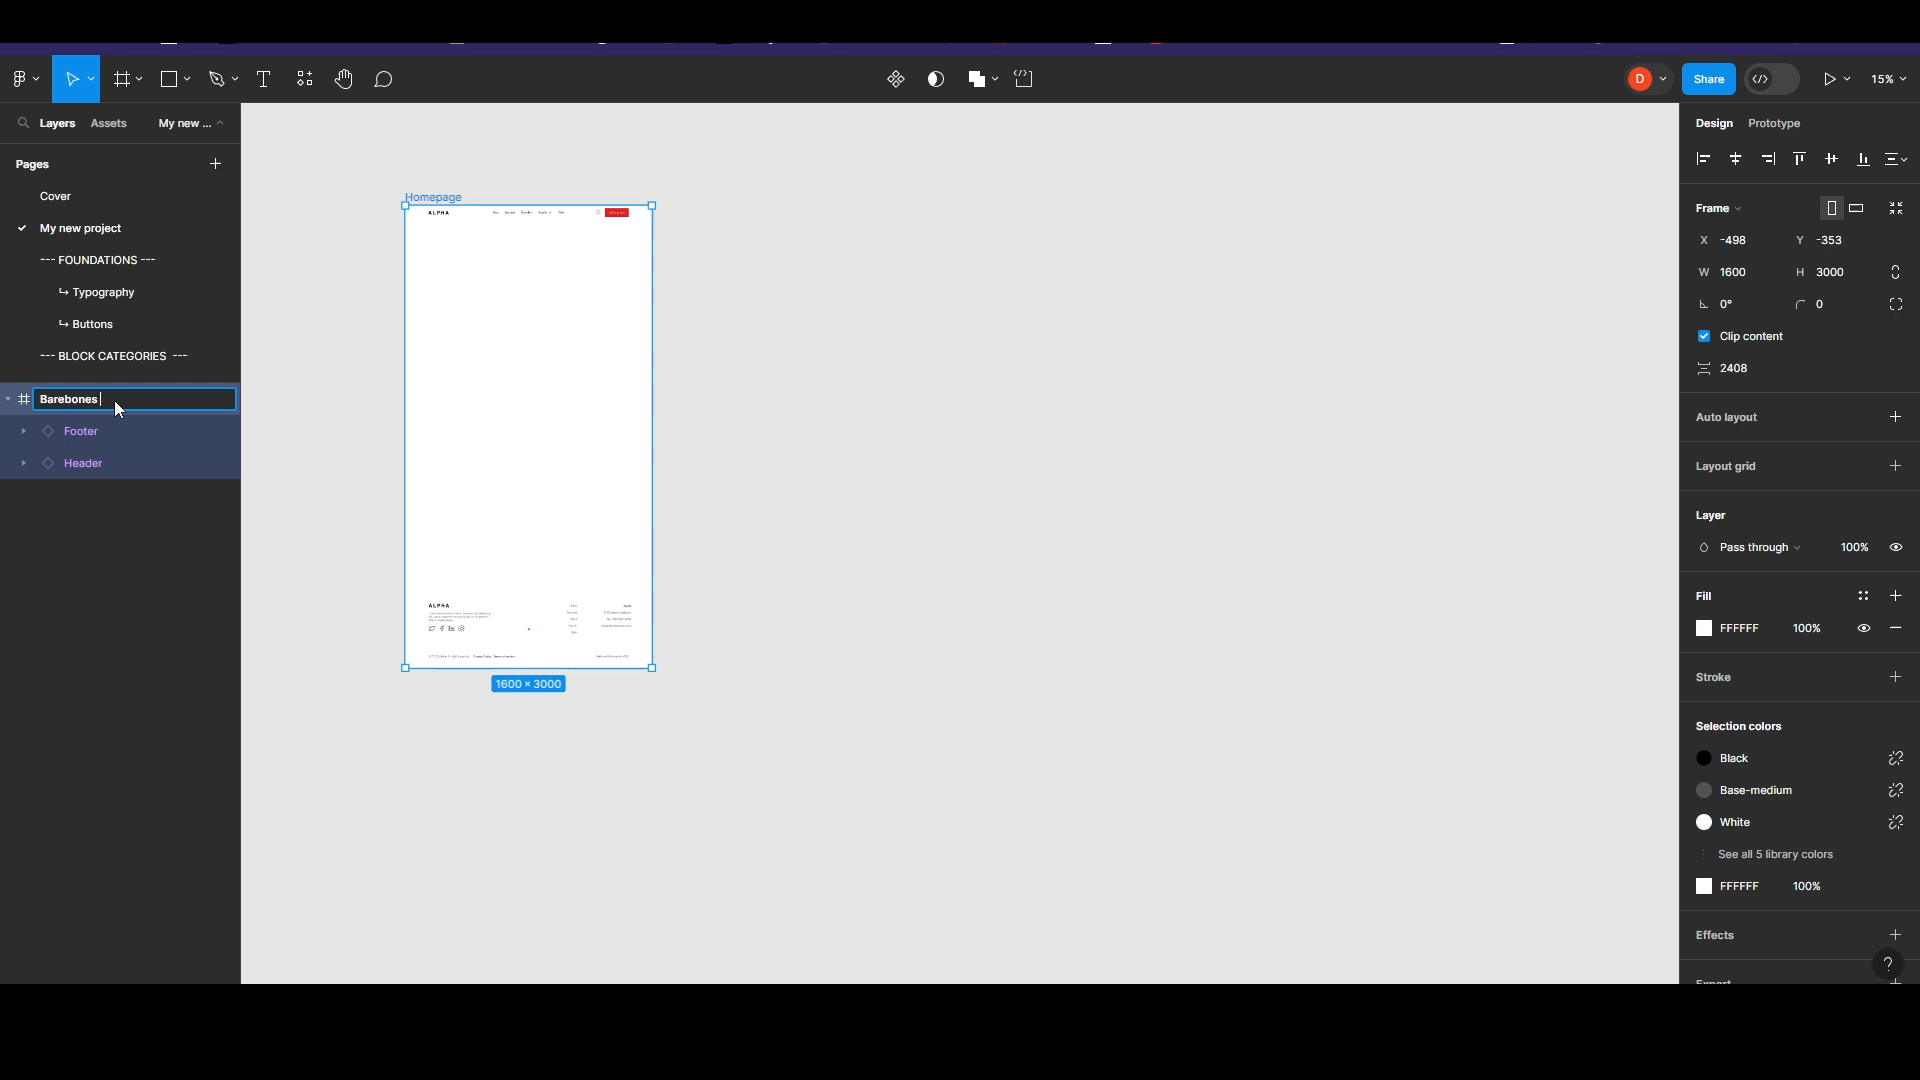 D
Share
15%
Layers Assets My new ...
Design Prototype
Pages
Cover
My new project
--- FOUNDATIONS ---
↳ Typography
↳ Buttons
--- BLOCK CATEGORIES ---
Barebones
Footer
Header
Homepage
ALPHA
ALPHA
1600 × 3000
Frame
X -498 Y -353
W 1600 H 3000
0° 0
Clip content
2408
Auto layout
Layout grid
Layer
Pass through 100%
Fill
FFFFFF 100%
Stroke
Selection colors
Black
Base-medium
White
See all 5 library colors
FFFFFF 100%
Effects
?
Export